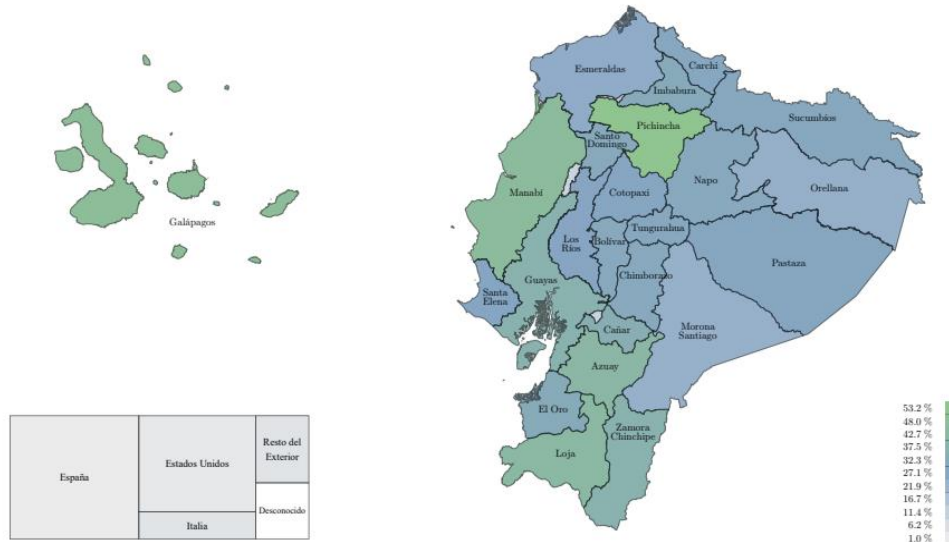 Esmeraldas
Carchi
Imbabura
Sucumbíos
Pichincha
Santo
Domingo
Napo
Orellana
Manabí
Cotopaxi
Galápagos
Los
Ríos
Bolívar
Tungurahua
Pastaza
Guayas
Chimborazo
Santa
Elena
Cañar
Morona
Santiago
Azuay
El Oro
Zamora
Chinchipe
Loja
España
Estados Unidos
Resto del
Exterior
Desconocido
Italia
53.2 %
48.0 %
42.7 %
37.5 %
32.3 %
27.1 %
21.9 %
16.7 %
11.4 %
6.2 %
1.0 %